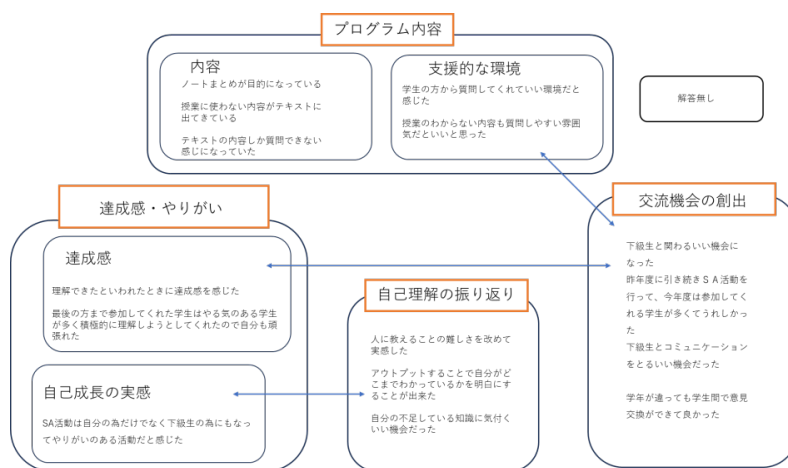 プログラム内容
内容
ノートまとめが目的になっている
授業に使わない内容がテキストに
出てきている
テキストの内容しか質問できない
感じになっていた
支援的な環境
学生の方から質問してくれていい環境だと
感じた
授業のわからない内容も質問しやすい雰囲
気だといいと思った
解答無し
達成感・やりがい
達成感
理解できたといわれたときに達成感を感じた
最後の方まで参加してくれた学生はやる気のある学生
が多く積極的に理解しようとしてくれたので自分も頑
張れた
自己成長の実感
SA活動は自分の為だけでなく下級生の為にもなっ
てやりがいのある活動だと感じた
自己理解の振り返り
人に教えることの難しさを改めて
実感した
アウトプットすることで自分がど
こまでわかっているかを明白にす
ることが出来た
自分の不足している知識に気付く
いい機会だった
交流機会の創出
下級生と関わるいい機会に
なった
昨年度に引き続きＳＡ活動を
行って、今年度は参加してく
れる学生が多くてうれしかっ
た
下級生とコミュニケーション
をとるいい機会だった
学年が違っても学生間で意見
交換ができて良かった